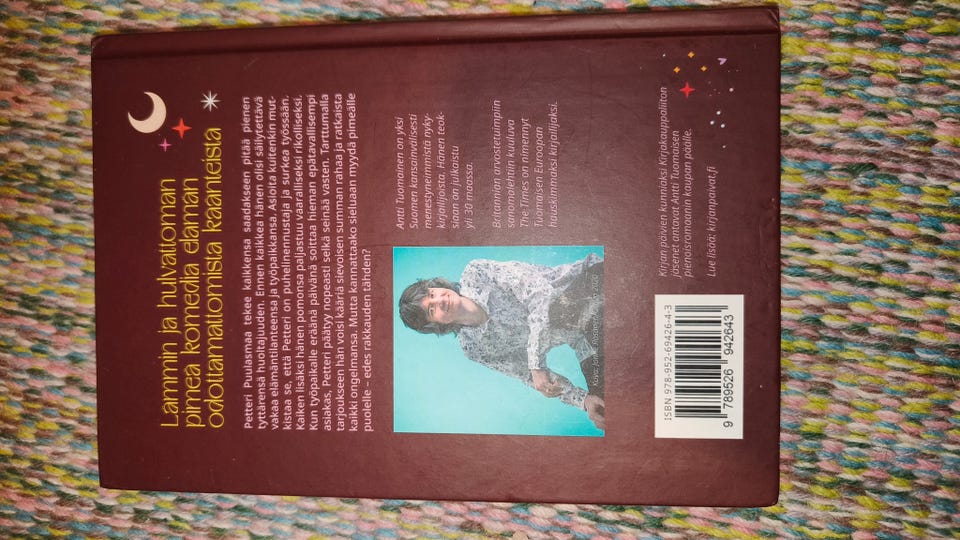 Lämmin ja hulvattoman
pimeä komedia elämän
odottamattomista käänteistä
Petteri Puulasmaa tekee kaikkensa saadakseen pitää pienen
tyttärensä huoltajuuden. Ennen kaikkea hänen olisi säilytettävä
vakaa elämäntilanteensa ja työpaikkansa. Asioita kuitenkin mut-
kistaa se, että Petteri on puhelinennustaja ja surkea työssään.
Kaiken lisäksi hänen pomonsa paljastuu vaaralliseksi rikolliseksi.
Kun työpaikalle eräänä päivänä soittaa hieman epätavallisempi
asiakas, Petteri päätyy nopeasti selkä seinää vasten. Tarttumalla
tarjoukseen hän voisi kääriä sievoisen summan rahaa ja ratkaista
kaikki ongelmansa. Mutta kannattaako sieluaan myydä pimeälle
puolelle – edes rakkauden tähden?
Antti Tuomainen on yksi
Suomen kansainvälisesti
menestyneimmistä nyky-
kirjailijoista. Hänen teok-
siaan on julkaistu
yli 30 maassa.
Britannian arvostetuimpiin
sanomalehtiin kuuluva
The Times on nimennyt
Tuomaisen Euroopan
hauskimmaksi kirjailijaksi.
Kirjan päivien kunniaksi Kirjakauppaliiton
jäsenet antavat Antti Tuomaisen
pienoisromaanin kaupan päälle.
Lue lisää: kirjanpaivat.fi
ISBN 978-952-69426-4-3
9 789526 942643